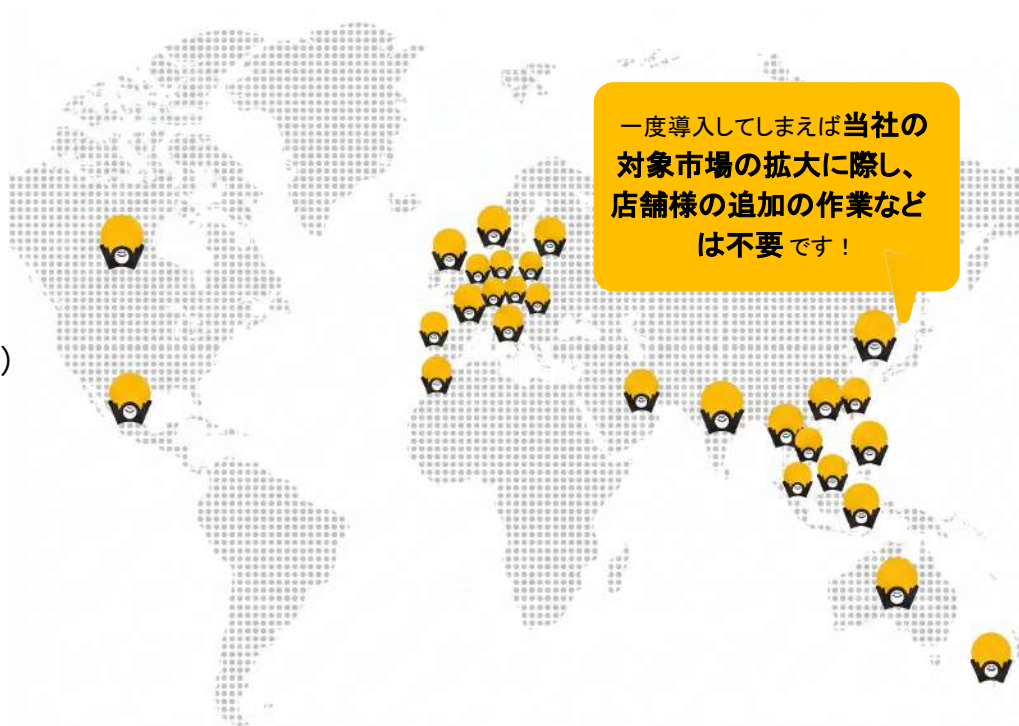 一度導入してしまえば当社の
対象市場の拡大に際し、
店舗様の追加の作業など
は不要 です！
)